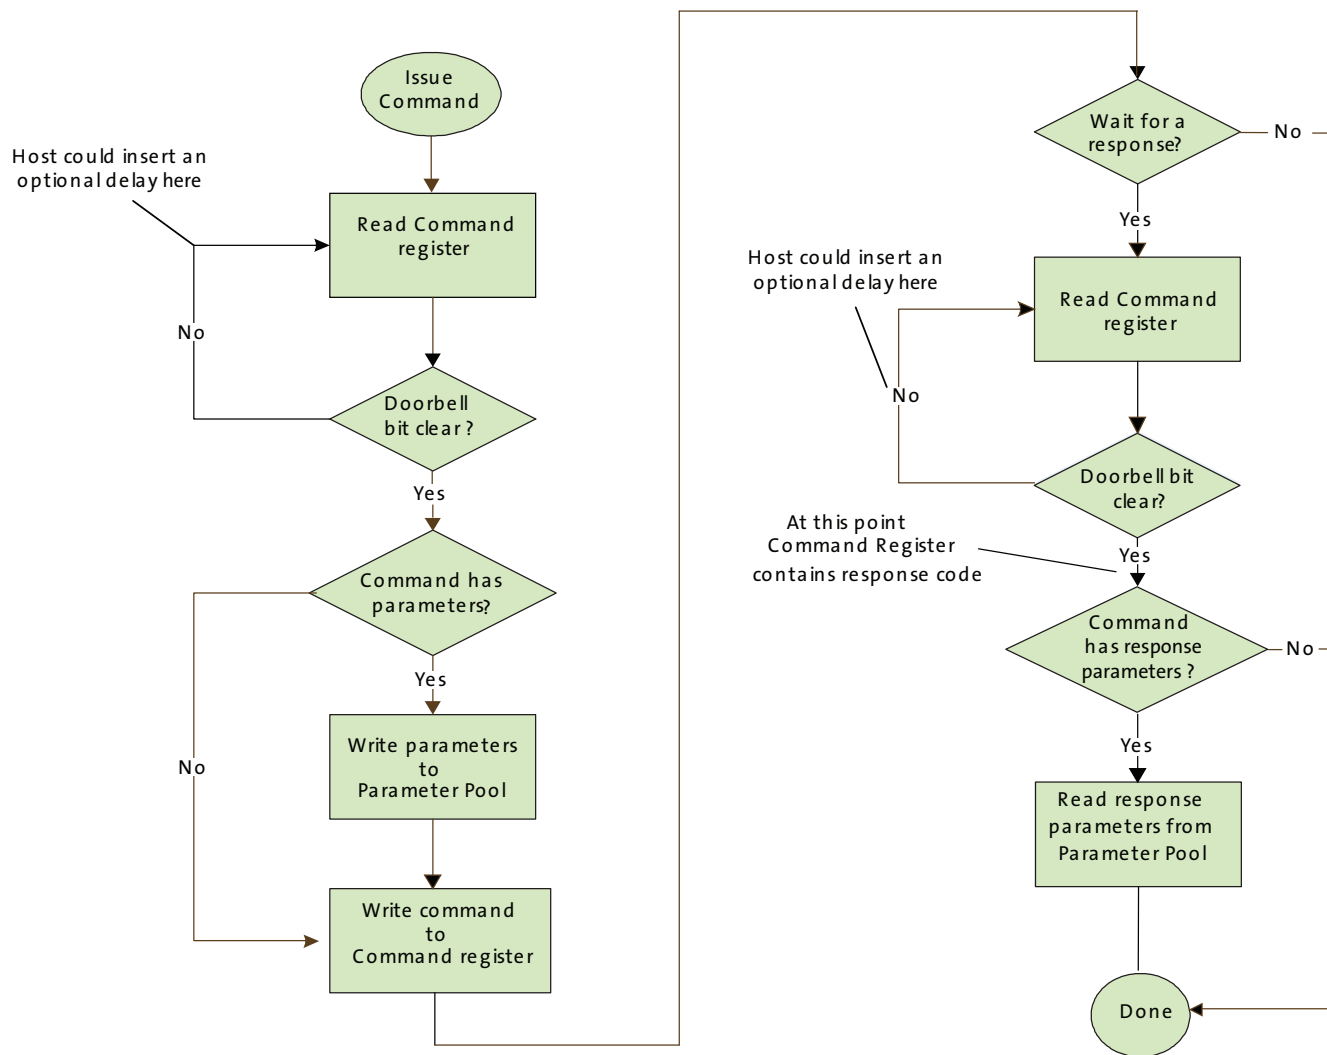 Issue
Command
Host could insert an
optional delay here
Read Command
register
No
Doorbell
bit clear ?
Yes
Command has
parameters?
Yes
No
Write parameters
to
Parameter Pool
Write command
to
Command register
Wait for a
response?
No
Yes
Host could insert an
optional delay here
Read Command
register
No
Doorbell bit
clear?
At this point
Command Register
contains response code
Yes
Command
has response
parameters ?
No
Yes
Read response
parameters from
Parameter Pool
Done